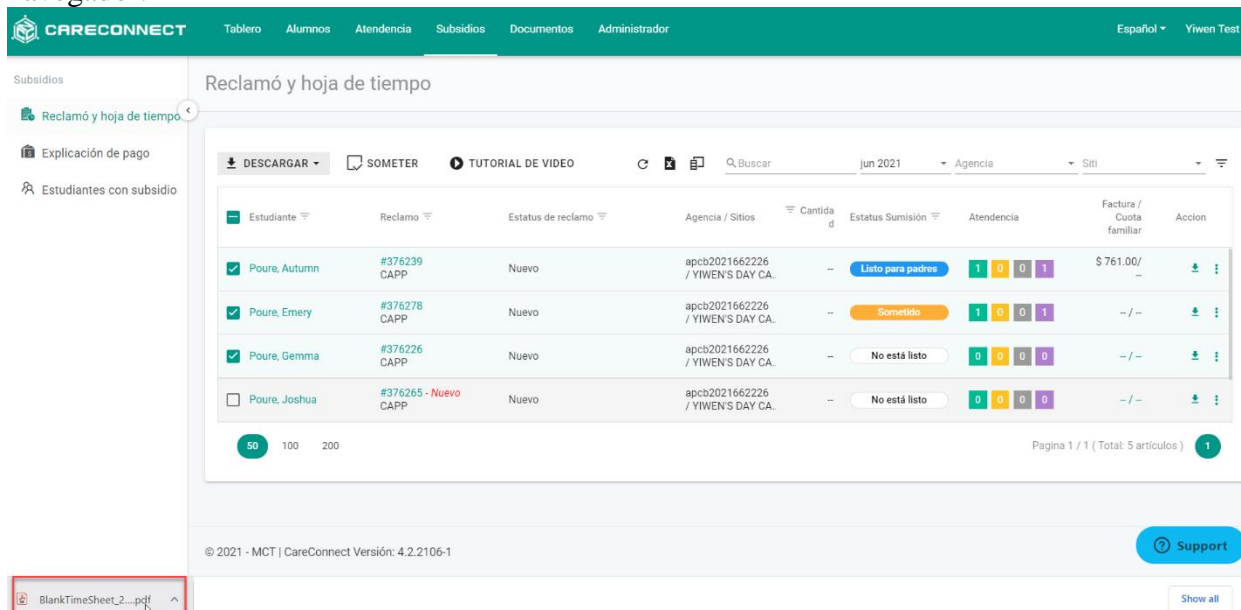 CARECONNECT Tablero Alumnos Atendencia Subsidios Documentos Administrador Español Yiwen Test
Subsidios
Reclamó y hoja de tiempo
Explicación de pago
Estudiantes con subsidio
Reclamó y hoja de tiempo
DESCARGAR SOMETER TUTORIAL DE VIDEO Buscar jun 2021 Agencia Siti
Estudiante Reclamo Estatus de reclamo Agencia / Sitios Cantida
d Estatus Sumisión Atendencia Factura /
Cuota
familiar Accion
Poure, Autumn #376239
CAPP Nuevo apcb2021662226
/ YIWEN'S DAY CA.. -- Listo para padres 1 0 0 1 $ 761.00/
--
Poure, Emery #376278
CAPP Nuevo apcb2021662226
/ YIWEN'S DAY CA.. -- Sometido 1 0 0 1 -- / --
Poure, Gemma #376226
CAPP Nuevo apcb2021662226
/ YIWEN'S DAY CA.. -- No está listo 0 0 0 0 -- / --
Poure, Joshua #376265 - Nuevo
CAPP Nuevo apcb2021662226
/ YIWEN'S DAY CA.. -- No está listo 0 0 0 0 -- / --
50 100 200 Pagina 1 / 1 ( Total: 5 artículos ) 1
© 2021 - MCT | CareConnect Versión: 4.2.2106-1
Support
BlankTimeSheet_2....pdf Show all